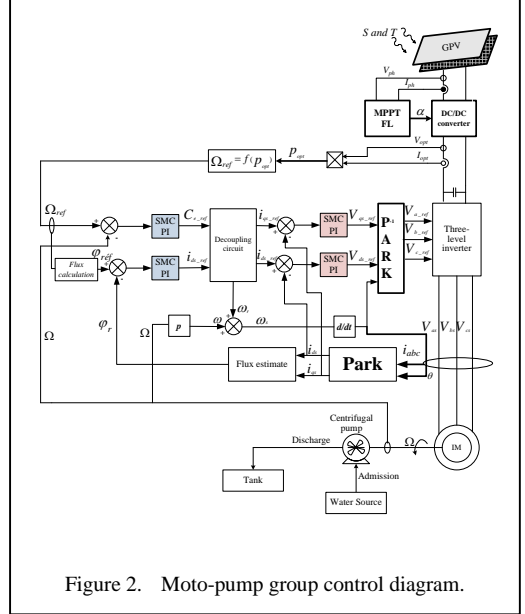 S and T
GPV
V_ph
I_ph
MPPT
FL
α
DC/DC
converter
V_opt
I_opt
p_opt
Ω_ref = f(p_opt)
Ω_ref
+
-
SMC
PI
C_e_ref
Decoupling
circuit
i_qs_ref
+
-
SMC
PI
V_qs_ref
P-1
A
R
K
V_a_ref
V_b_ref
V_c_ref
Three-
level
inverter
Flux
calculation
φ_ref
+
-
SMC
PI
i_ds_ref
i_ds_ref
+
-
SMC
PI
V_ds_ref
φ_r
Ω
Ω
p
ω
+
+
ω_s
d/dt
Flux estimate
i_ds
i_qs
Park
i_abc
θ
V_as
V_bs
V_cs
Centrifugal
pump
Discharge
Ω
IM
Tank
Admission
Water Source
Figure 2. Moto-pump group control diagram.